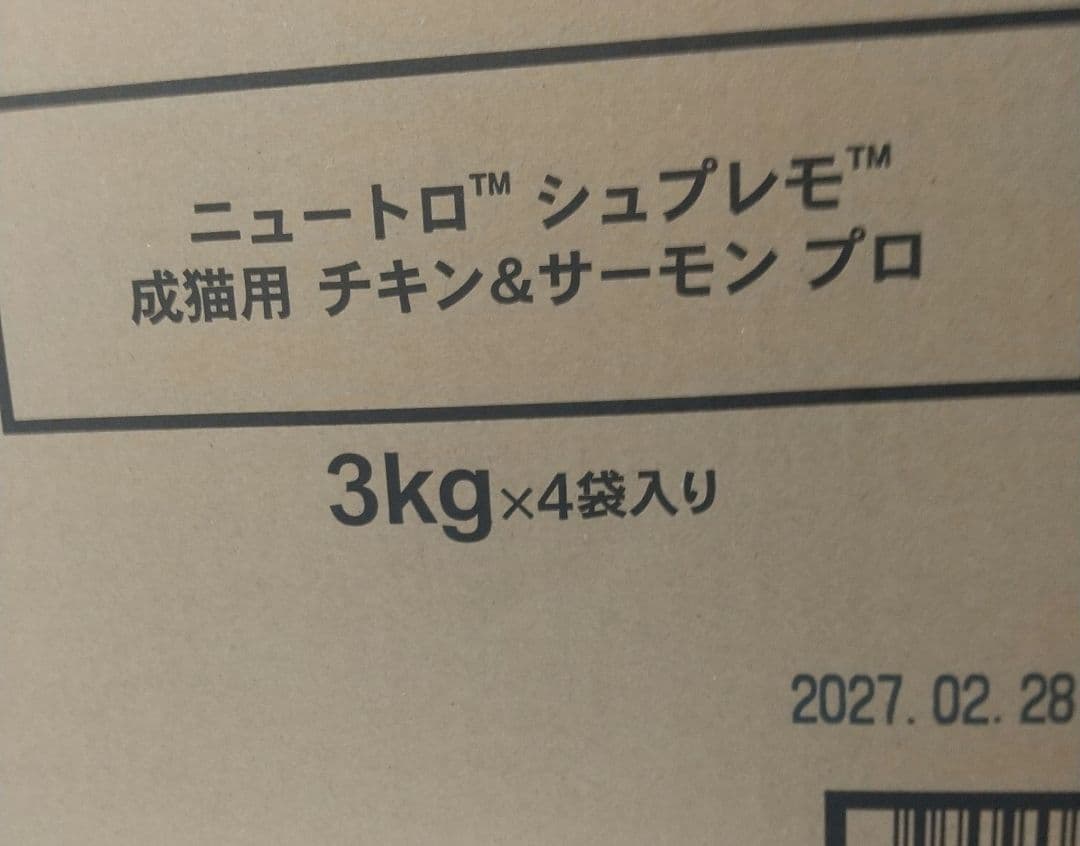 ニュートロ™ シュプレモ™
成猫用 チキン&サーモン プロ
3kg×4袋入り
2027.02.28